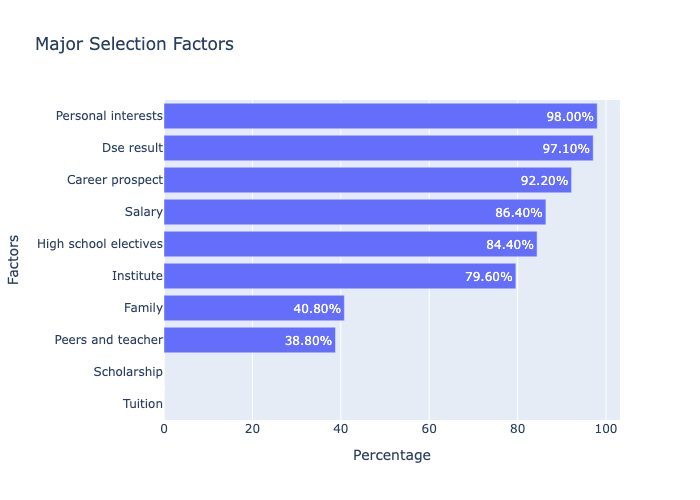 Major Selection Factors
Personal interests 98.00%
Dse result 97.10%
Career prospect 92.20%
Salary 86.40%
High school electives 84.40%
Institute 79.60%
Family 40.80%
Peers and teacher 38.80%
Scholarship
Tuition
0 20 40 60 80 100
Percentage
Factors